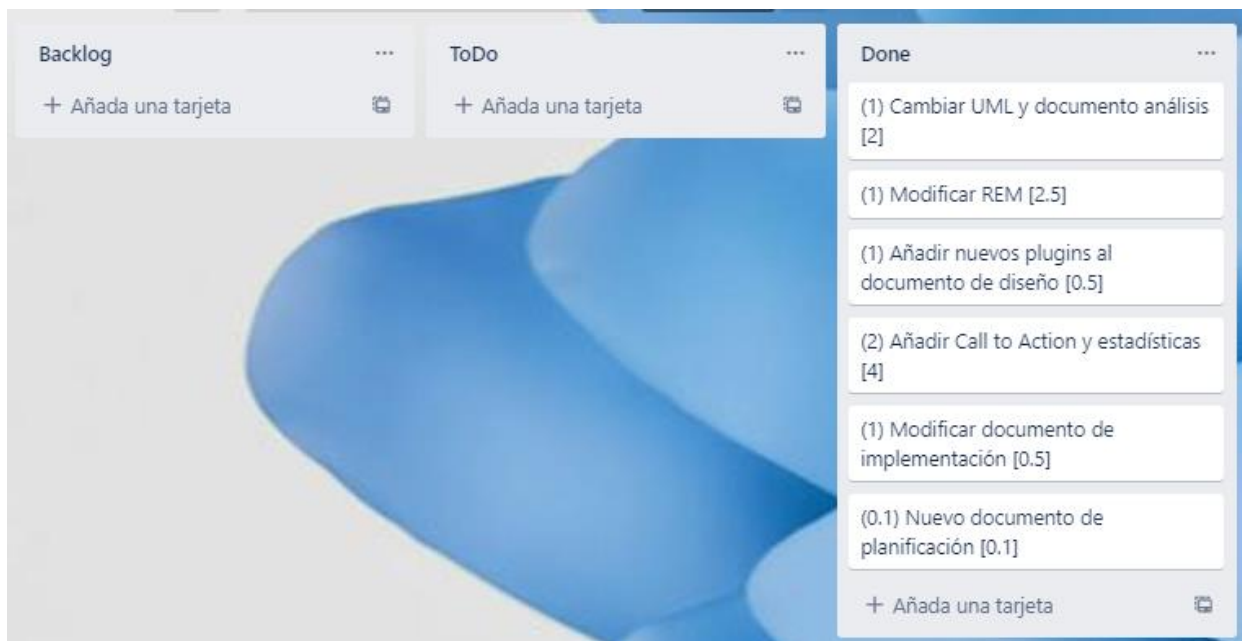 Backlog
+ Añada una tarjeta
ToDo
+ Añada una tarjeta
Done
(1) Cambiar UML y documento análisis
[2]
(1) Modificar REM [2.5]
(1) Añadir nuevos plugins al
documento de diseño [0.5]
(2) Añadir Call to Action y estadísticas
[4]
(1) Modificar documento de
implementación [0.5]
(0.1) Nuevo documento de
planificación [0.1]
+ Añada una tarjeta